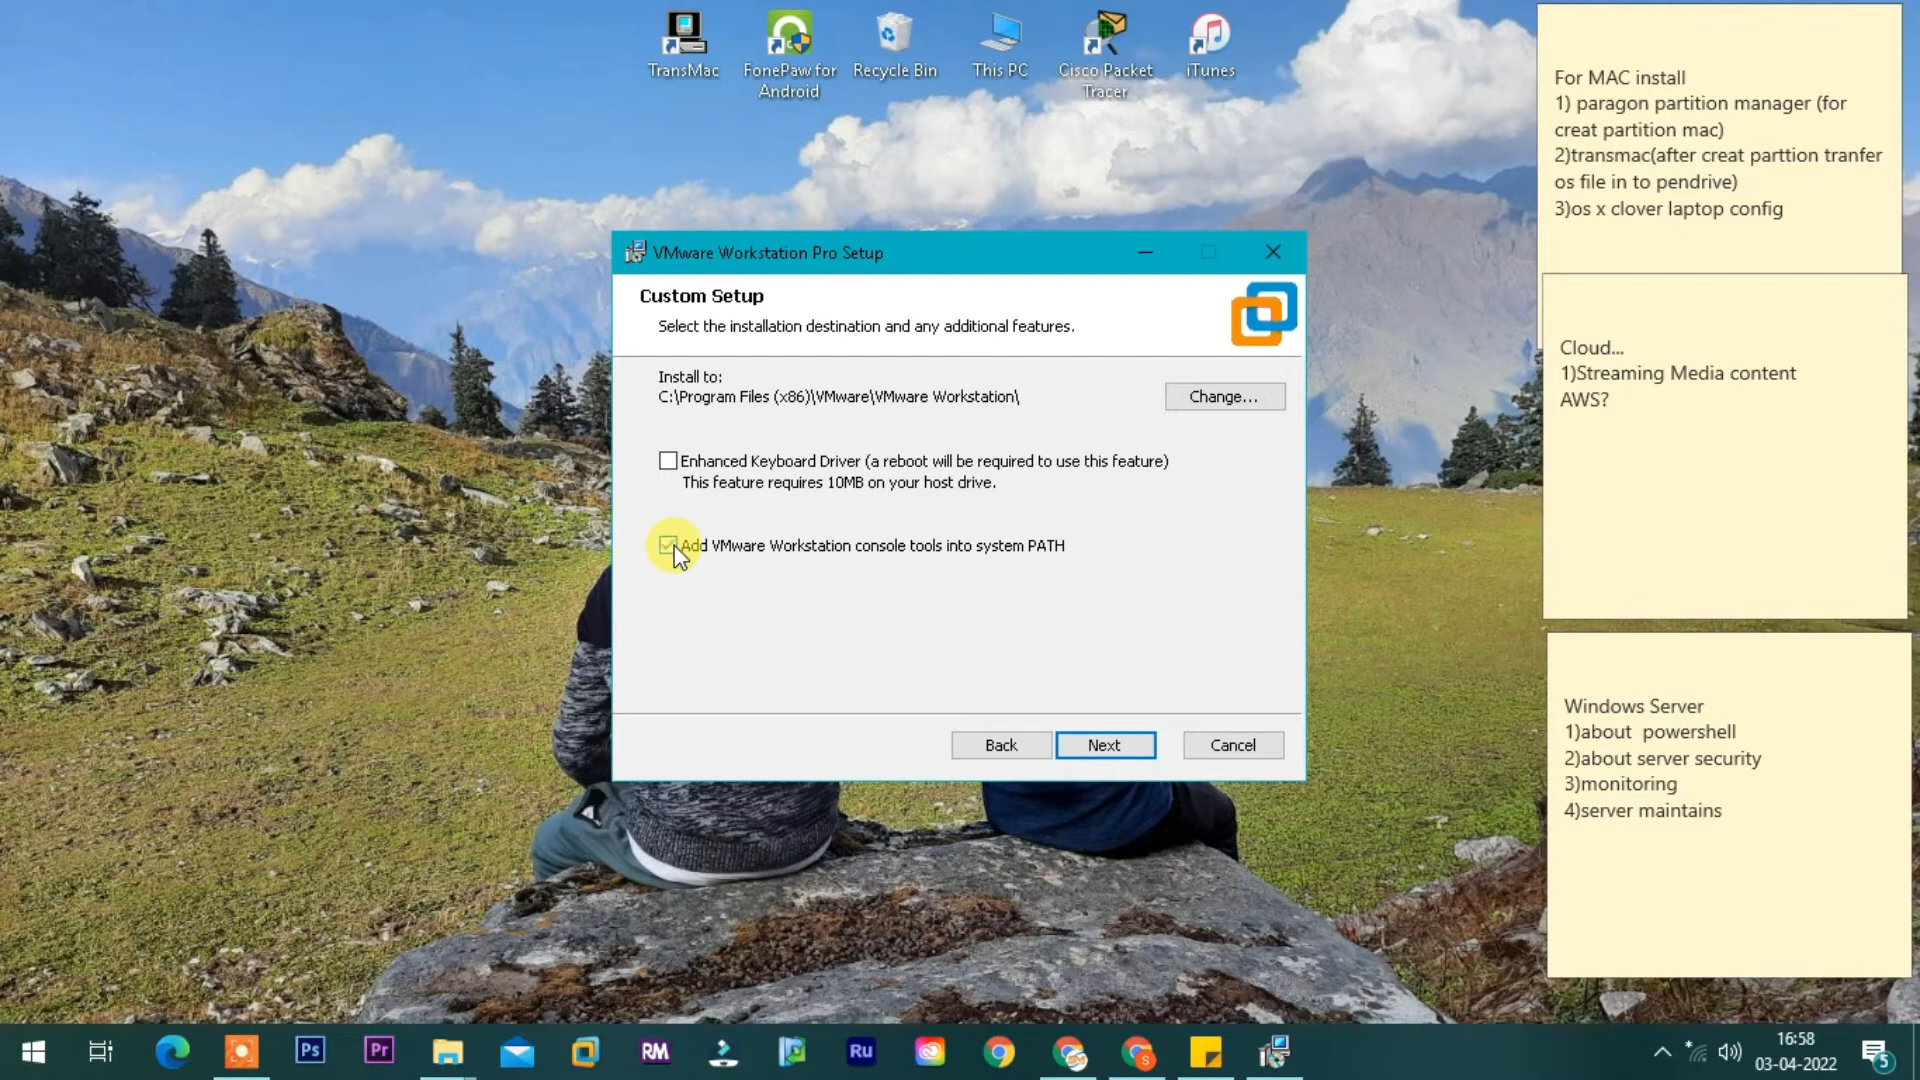 TransMac
FonePaw for
Android
Recycle Bin
This PC
Cisco Packet
Tracer
iTunes
For MAC install
1) paragon partition manager (for
creat partition mac)
2)transmac(after creat parttion tranfer
os file in to pendrive)
3)os x clover laptop config
VMware Workstation Pro Setup
Custom Setup
Select the installation destination and any additional features.
Install to:
C:\Program Files (x86)\VMware\VMware Workstation\
Change...
Enhanced Keyboard Driver (a reboot will be required to use this feature)
This feature requires 10MB on your host drive.
Add VMware Workstation console tools into system PATH
Back
Next
Cancel
Cloud...
1)Streaming Media content
AWS?
Windows Server
1)about  powershell
2)about server security
3)monitoring
4)server maintains
Ps
Pr
RM
Ru
SM
S
16:58
03-04-2022
5